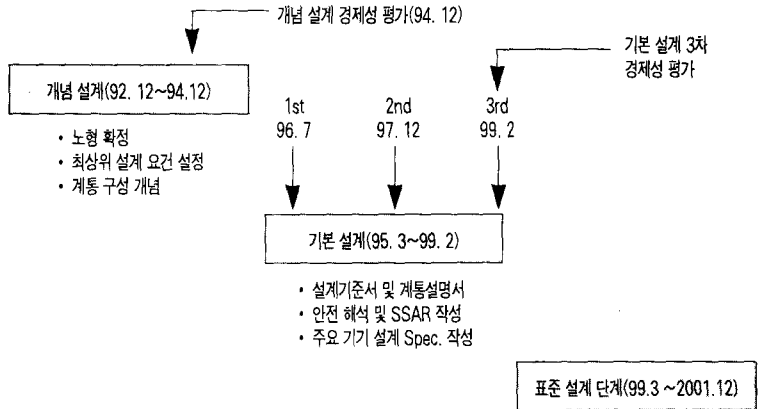 개념 설계 경제성 평가(94. 12)
기본 설계 3차
경제성 평가
개념 설계(92. 12~94.12)
1st
96. 7
2nd
97. 12
3rd
99. 2
• 노형 확정
• 최상위 설계 요건 설정
• 계통 구성 개념
기본 설계(95. 3~99. 2)
• 설계기준서 및 계통설명서
• 안전 해석 및 SSAR 작성
• 주요 기기 설계 Spec. 작성
표준 설계 단계(99.3 ~2001.12)